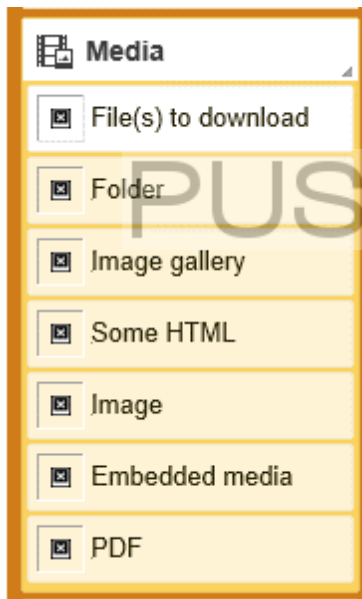 Media
File(s) to download
PUS
Folder
Image gallery
Some HTML
Image
Embedded media
PDF